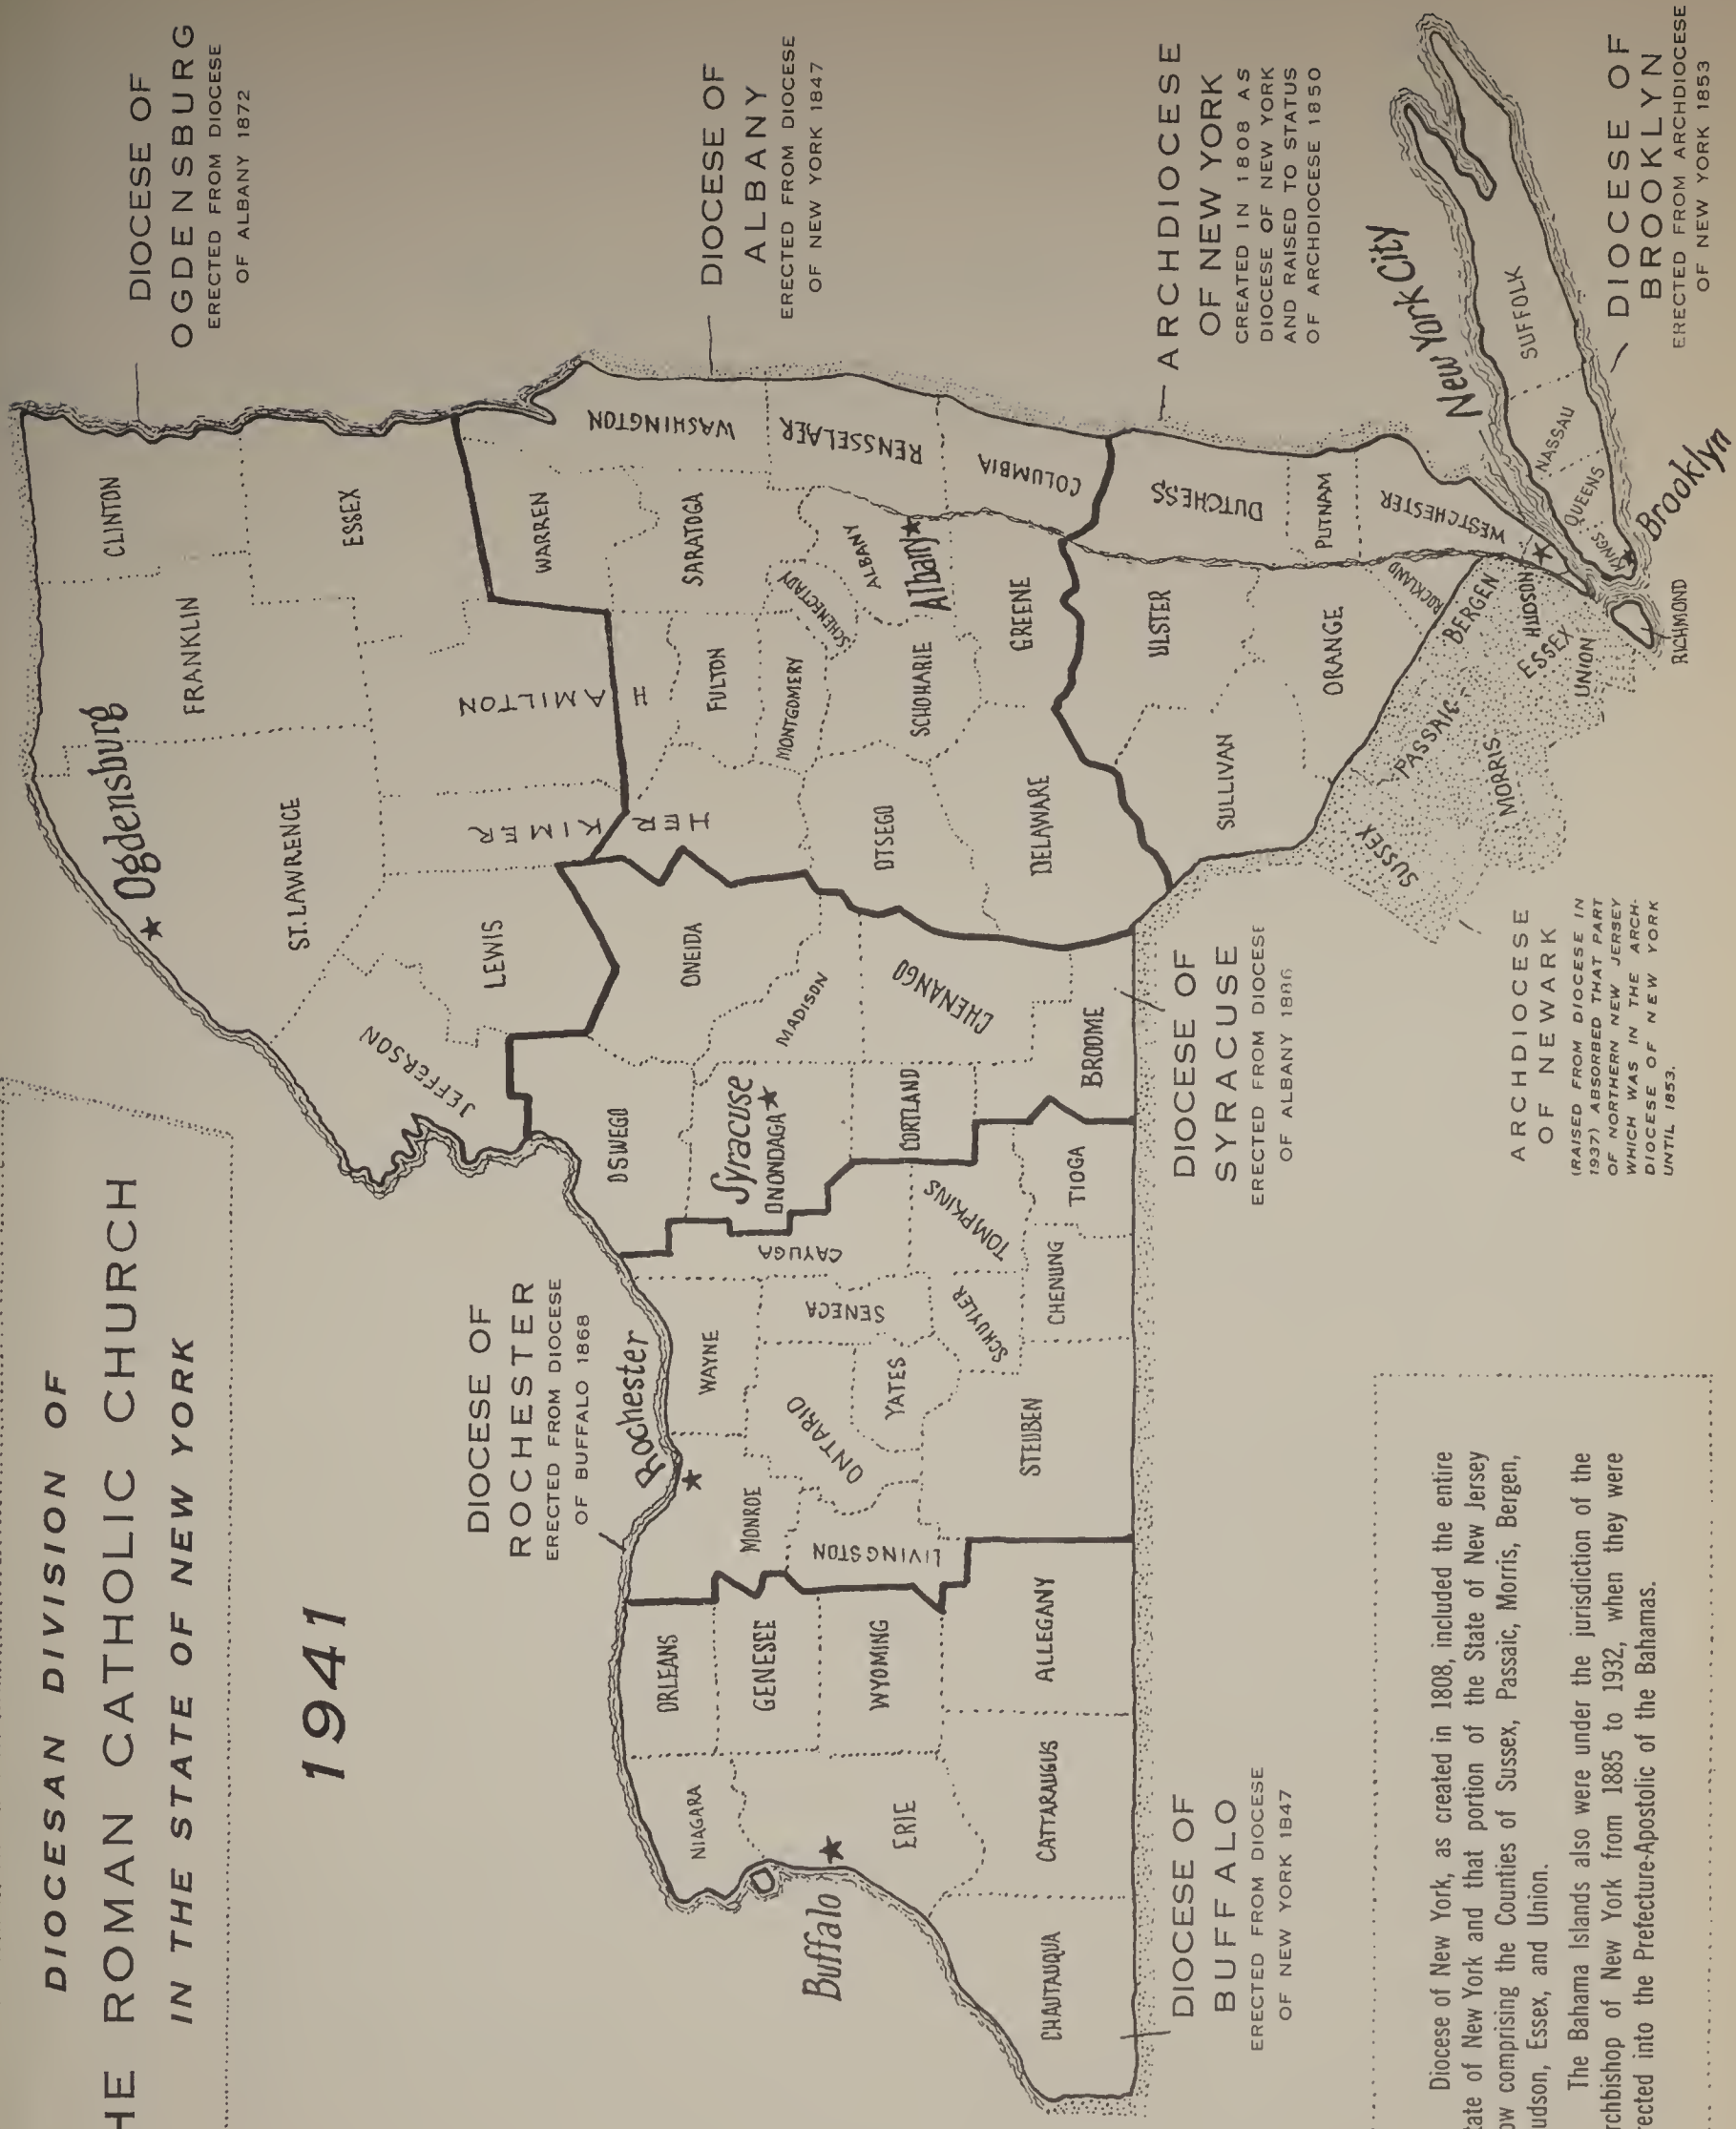 DIOCESAN DIVISION OF
HE ROMAN CATHOLIC CHURCH
IN THE STATE OF NEW YORK
1941
DIOCESE OF
OGDENSBURG
ERECTED FROM DIOCESE
OF ALBANY 1872
DIOCESE OF
ALBANY
ERECTED FROM DIOCESE
OF NEW YORK 1847
ARCHDIOCESE
OF NEW YORK
CREATED IN 1808 AS
DIOCESE OF NEW YORK
AND RAISED TO STATUS
OF ARCHDIOCESE 1850
DIOCESE OF
BROOKLYN
ERECTED FROM ARCHDIOCESE
OF NEW YORK 1853
DIOCESE OF
ROCHESTER
ERECTED FROM DIOCESE
OF BUFFALO 1868
DIOCESE OF
SYRACUSE
ERECTED FROM DIOCESE
OF ALBANY 1886
DIOCESE OF
BUFFALO
ERECTED FROM DIOCESE
OF NEW YORK 1847
ARCHDIOCESE
OF NEWARK
(RAISED FROM DIOCESE IN
1937) ABSORBED THAT PART
OF NORTHERN NEW JERSEY
WHICH WAS IN THE ARCH-
DIOCESE OF NEW YORK
UNTIL 1853.
Ogdensburg
CLINTON
FRANKLIN
ST. LAWRENCE
ESSEX
JEFFERSON
LEWIS
HAMILTON
HERKIMER
WARREN
WASHINGTON
SARATOGA
FULTON
MONTGOMERY
SCHENECTADY
RENSSELAER
ALBANY
Albany
SCHOHARIE
OTSEGO
GREENE
COLUMBIA
DELAWARE
ONEIDA
OSWEGO
MADISON
Syracuse
ONONDAGA
CHENANGO
CORTLAND
BROOME
Rochester
WAYNE
CAYUGA
SENECA
MONROE
ONTARIO
YATES
LIVINGSTON
SCHUYLER
TOMPKINS
TIOGA
CHENUNG
STEUBEN
ORLEANS
GENESEE
WYOMING
NIAGARA
ERIE
Buffalo
ALLEGANY
CATTARAUGUS
CHAUTAUQUA
ULSTER
SULLIVAN
ORANGE
DUTCHESS
PUTNAM
WESTCHESTER
ROCKLAND
New York City
SUFFOLK
NASSAU
QUEENS
KINGS
Brooklyn
RICHMOND
BERGEN
HUDSON
ESSEX
UNION
PASSAIC
MORRIS
SUSSEX
Diocese of New York, as created in 1808, included the entire
tate of New York and that portion of the State of New Jersey
ow comprising the Counties of Sussex, Passaic, Morris, Bergen,
udson, Essex, and Union.
The Bahama Islands also were under the jurisdiction of the
rchbishop of New York from 1885 to 1932, when they were
rected into the Prefecture-Apostolic of the Bahamas.